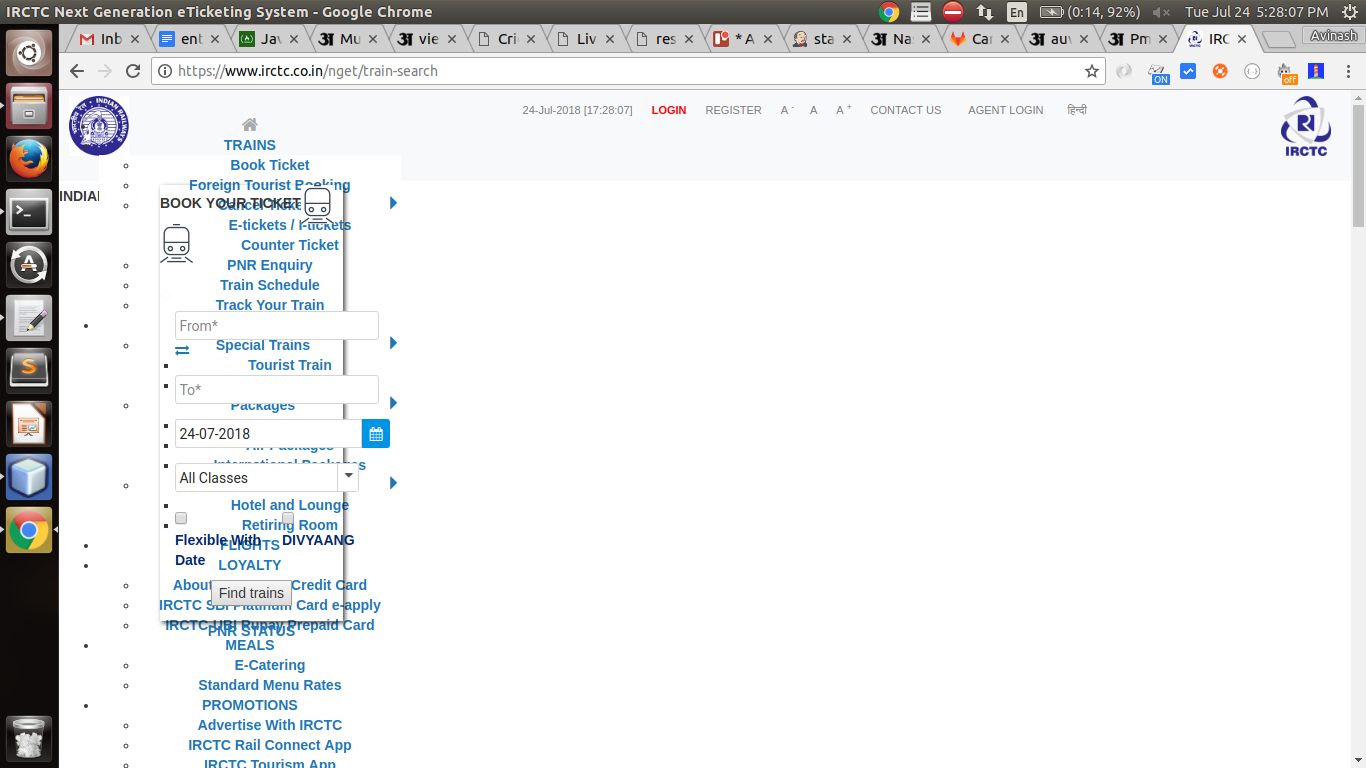 IRCTC Next Generation eTicketing System - Google Chrome
En
(0:14, 92%)
Tue Jul 24 5:28:07 PM
Inb
ent
Jav
Mu
vie
Cri
Liv
res
* A
sta
Na
Car
auv
Pm
IRC
Avinash
https://www.irctc.co.in/nget/train-search
ON
off
24-Jul-2018 [17:28:07]
LOGIN
REGISTER
A -
A
A +
CONTACT US
AGENT LOGIN
हिन्दी
INDIAN RAILWAYS
IRCTC
TRAINS
Book Ticket
Foreign Tourist Booking
INDIAN
BOOK YOUR TICKET
Cancel Ticket
E-tickets / I-tickets
Counter Ticket
PNR Enquiry
Train Schedule
Track Your Train
From*
Special Trains
Tourist Train
To*
Packages
24-07-2018
Air Packages
International Packages
All Classes
Hotel and Lounge
Retiring Room
Flexible With Date
DIVYAANG
FLIGHTS
LOYALTY
About
Credit Card
Find trains
IRCTC SBI Platinum Card e-apply
IRCTC-UBI Rupay Prepaid Card
PNR STATUS
MEALS
E-Catering
Standard Menu Rates
PROMOTIONS
Advertise With IRCTC
IRCTC Rail Connect App
IRCTC Tourism App